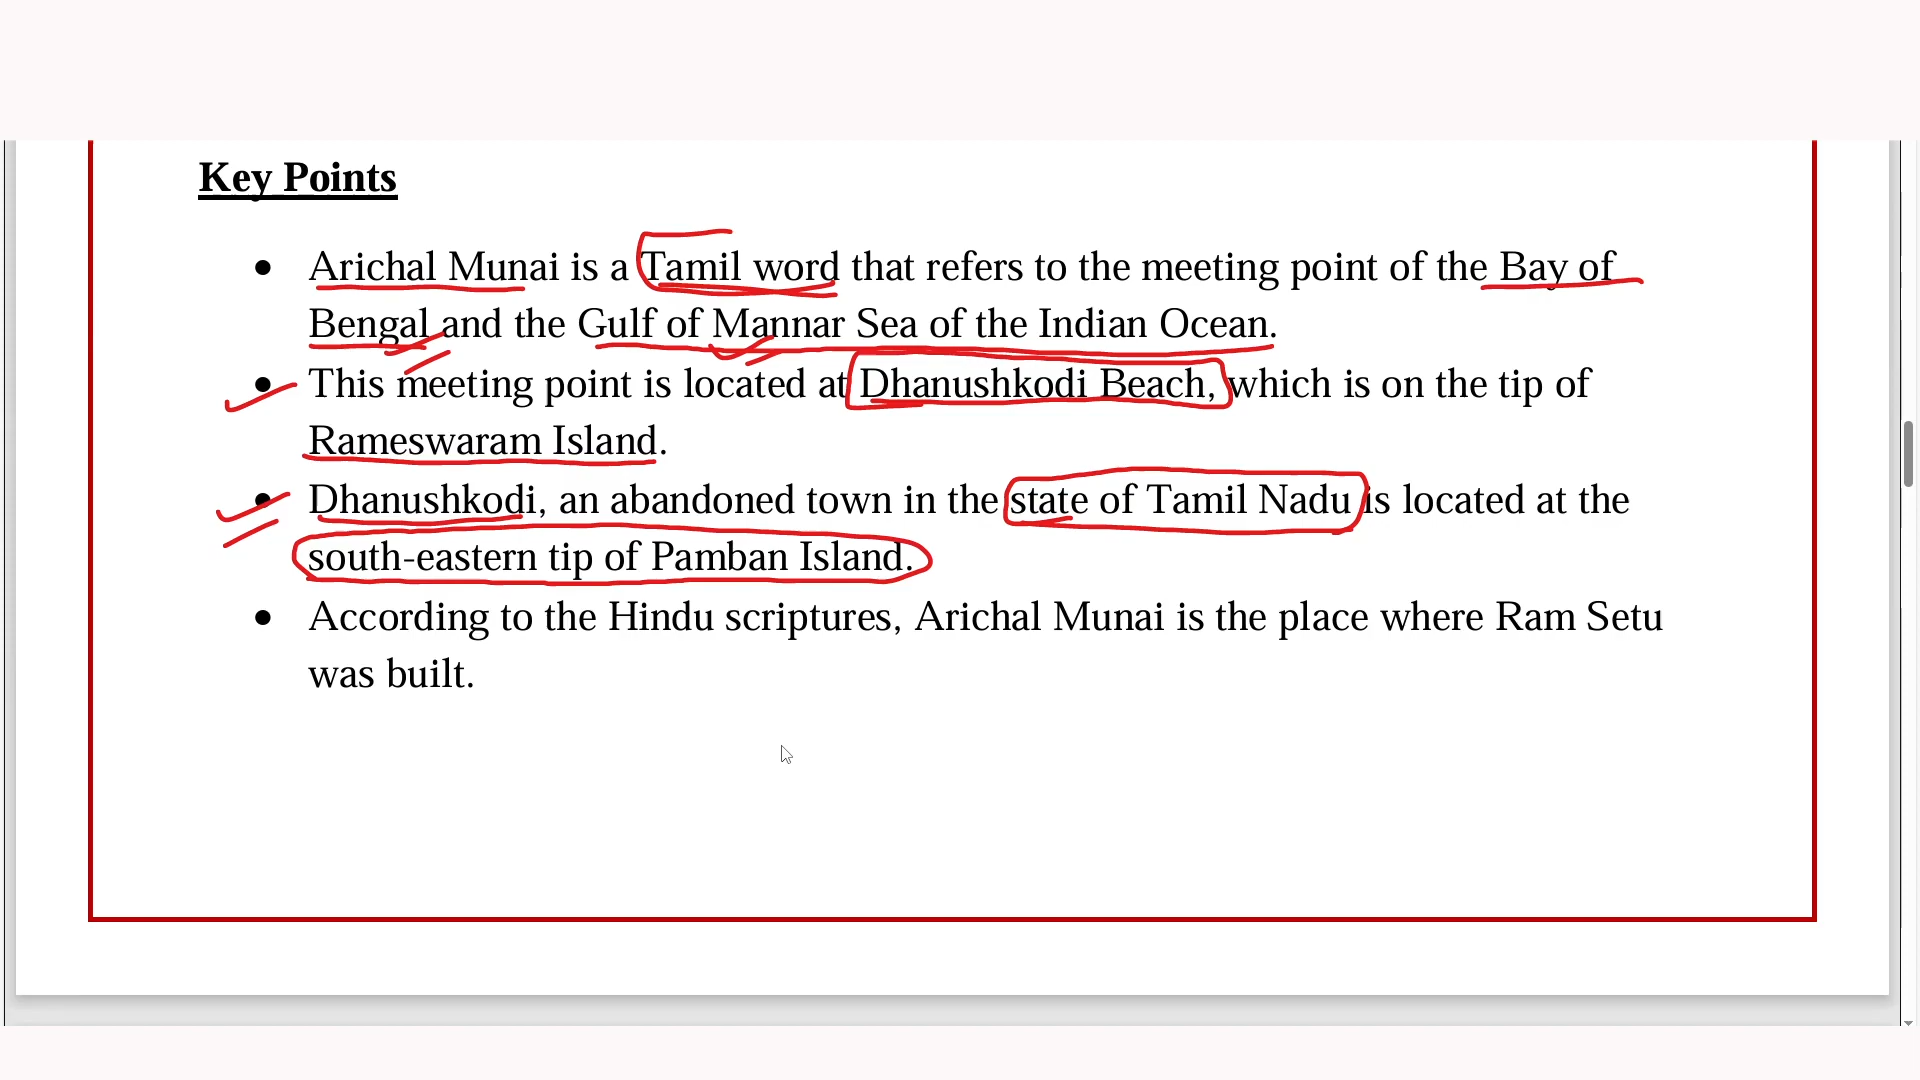 Key Points
• Arichal Munai is a Tamil word that refers to the meeting point of the Bay of
Bengal and the Gulf of Mannar Sea of the Indian Ocean.
• This meeting point is located at Dhanushkodi Beach, which is on the tip of
Rameswaram Island.
• Dhanushkodi, an abandoned town in the state of Tamil Nadu is located at the
south-eastern tip of Pamban Island.
• According to the Hindu scriptures, Arichal Munai is the place where Ram Setu
was built.